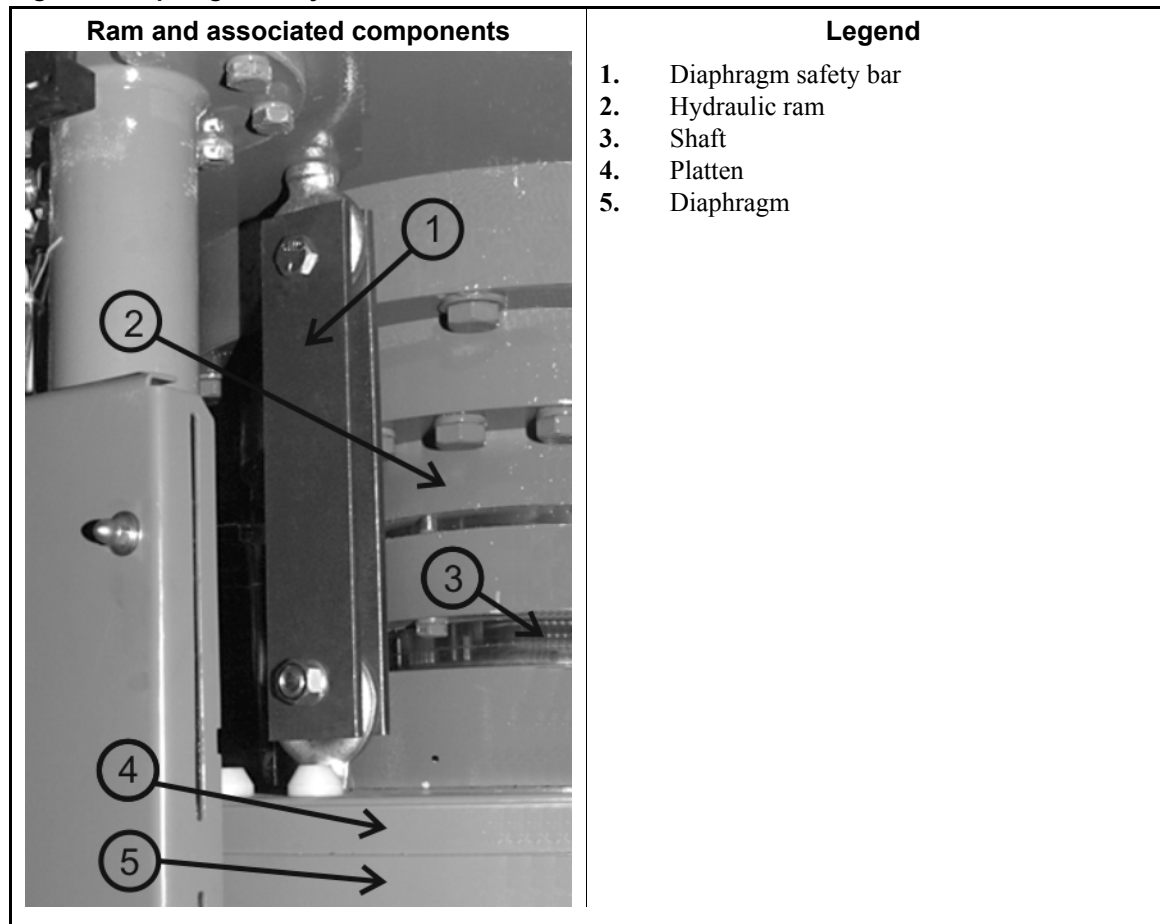 Ram and associated components
Legend
1. Diaphragm safety bar
2. Hydraulic ram
3. Shaft
4. Platten
5. Diaphragm
1
2
3
4
5